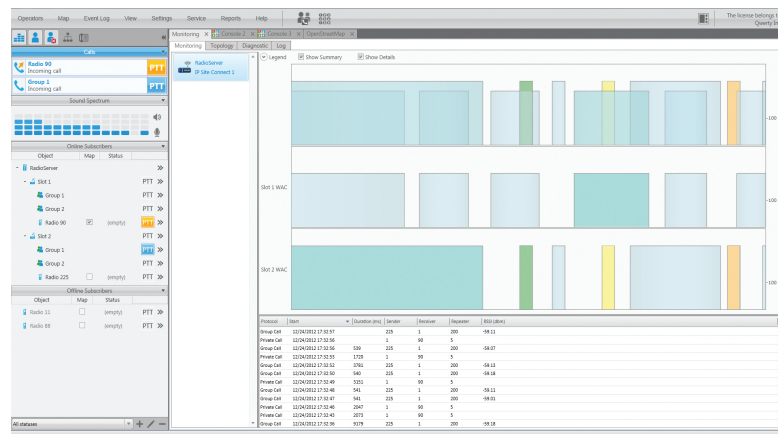 Operators Map Event Log View Settings Service Reports Help
The license belongs t
Qwerty In
Monitoring Console 2 Console 3 OpenStreetMap
Monitoring Topology Diagnostic Log
Calls
Radio 90
Incoming call
PTT
Group 1
Incoming call
PTT
Sound Spectrum
Online Subscribers
Object Map Status
RadioServer
Slot 1 PTT
Group 1 PTT
Group 2 PTT
Radio 90 (empty) PTT
Slot 2 PTT
Group 1 PTT
Group 2 PTT
Radio 225 (empty) PTT
Offline Subscribers
Object Map Status
Radio 11 (empty) PTT
Radio 88 (empty) PTT
All statuses
RadioServer
IP Site Connect 1
Legend Show Summary Show Details
-100
Slot 1 WAC
-100
Slot 2 WAC
-100
Protocol Start Duration (ms) Sender Receiver Repeater RSSI (dBm)
Group Call 12/24/2012 17:32:57 225 1 200 -59.11
Private Call 12/24/2012 17:32:56 1 90 5
Group Call 12/24/2012 17:32:56 539 225 1 200 -59.07
Private Call 12/24/2012 17:32:53 1720 1 90 5
Group Call 12/24/2012 17:32:52 3781 225 1 200 -59.13
Group Call 12/24/2012 17:32:50 540 225 1 200 -59.18
Private Call 12/24/2012 17:32:49 3151 1 90 5
Group Call 12/24/2012 17:32:48 541 225 1 200 -59.11
Group Call 12/24/2012 17:32:47 541 225 1 200 -59.01
Private Call 12/24/2012 17:32:46 2047 1 90 5
Private Call 12/24/2012 17:32:43 2073 1 90 5
Group Call 12/24/2012 17:32:36 9179 225 1 200 -59.18